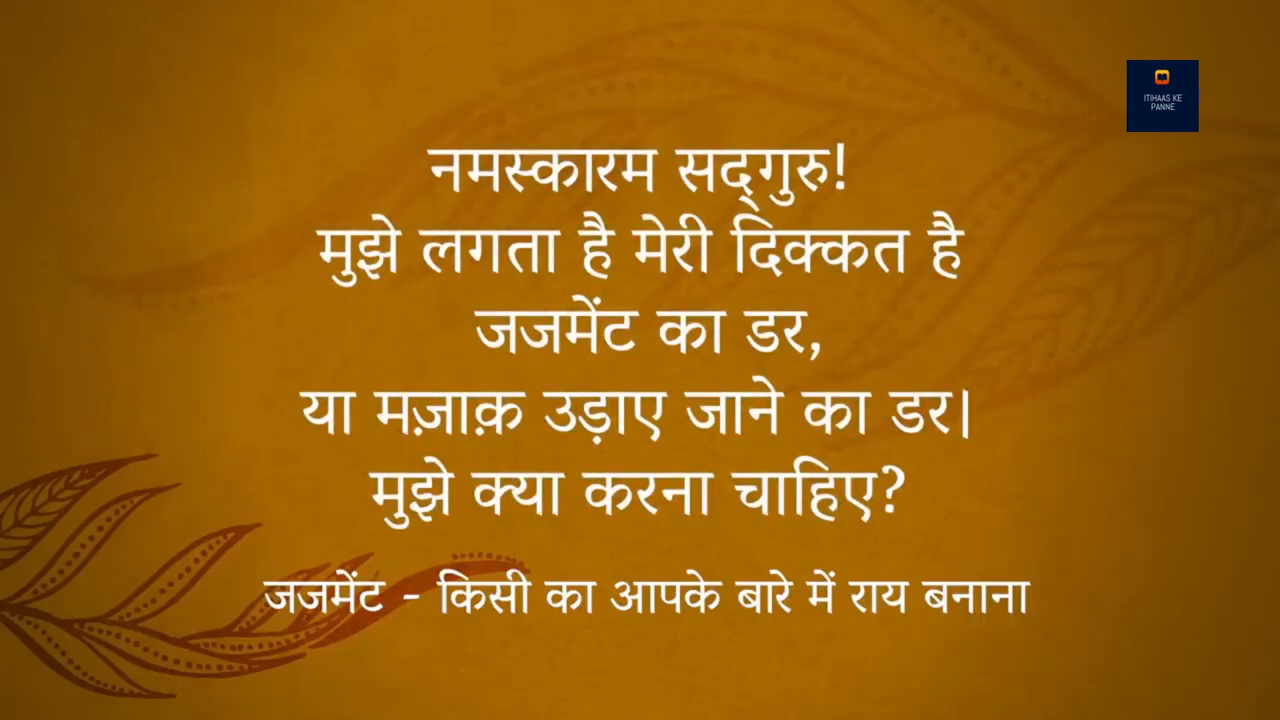 ITIHAAS KE
PANNE
नमस्कारम सद्‌गुरु!
मुझे लगता है मेरी दिक्कत है
जजमेंट का डर,
या मज़ाक़ उड़ाए जाने का डर।
मुझे क्या करना चाहिए?
जजमेंट - किसी का आपके बारे में राय बनाना